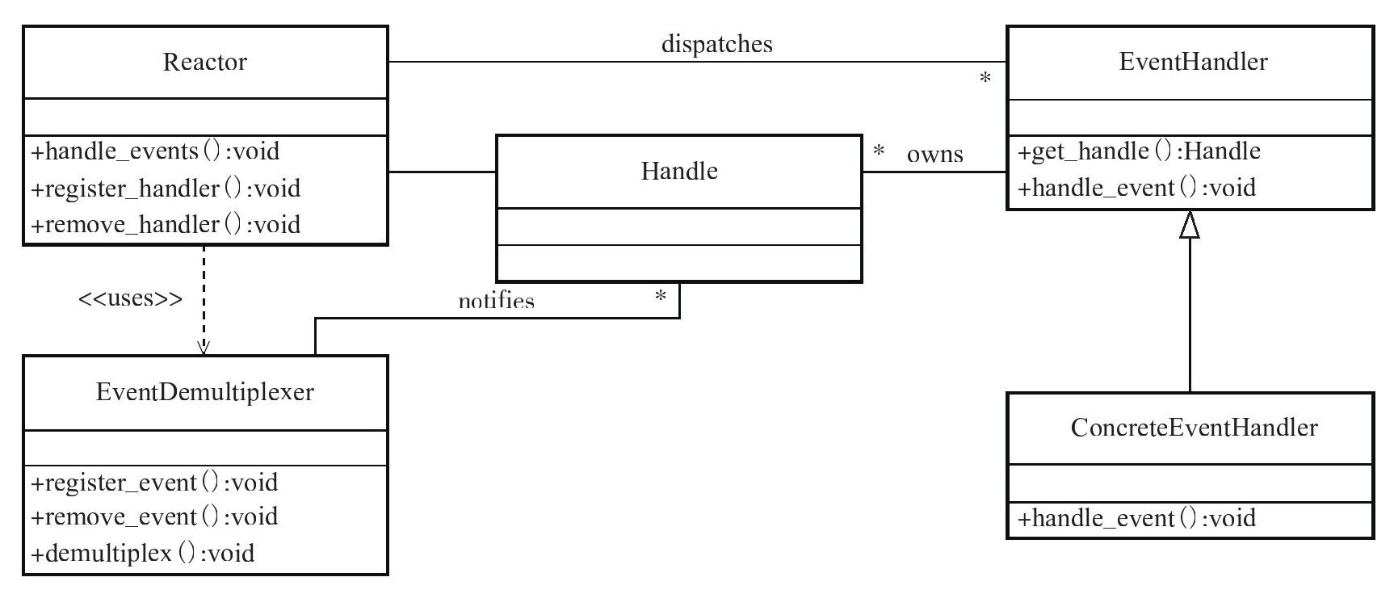 Reactor
+handle_events():void
+register_handler():void
+remove_handler():void
dispatches
*
EventHandler
+get_handle():Handle
+handle_event():void
Handle
* owns
<<uses>>
notifies *
EventDemultiplexer
+register_event():void
+remove_event():void
+demultiplex():void
ConcreteEventHandler
+handle_event():void